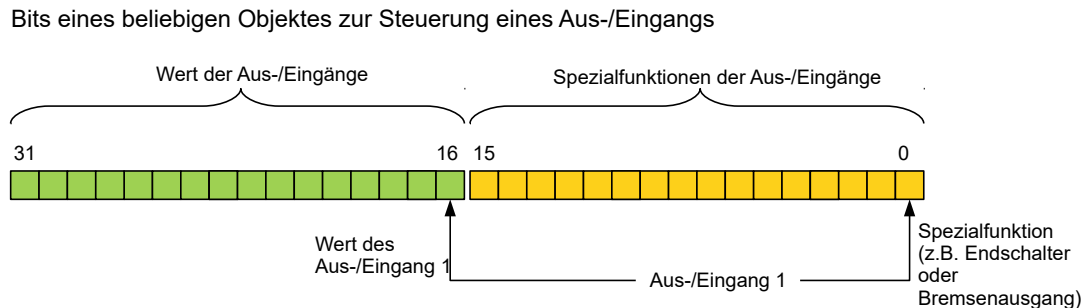 Bits eines beliebigen Objektes zur Steuerung eines Aus-/Eingangs
Wert der Aus-/Eingänge
Spezialfunktionen der Aus-/Eingänge
31
16
15
0
Wert des
Aus-/Eingang 1
Aus-/Eingang 1
Spezialfunktion
(z.B. Endschalter
oder
Bremsenausgang)